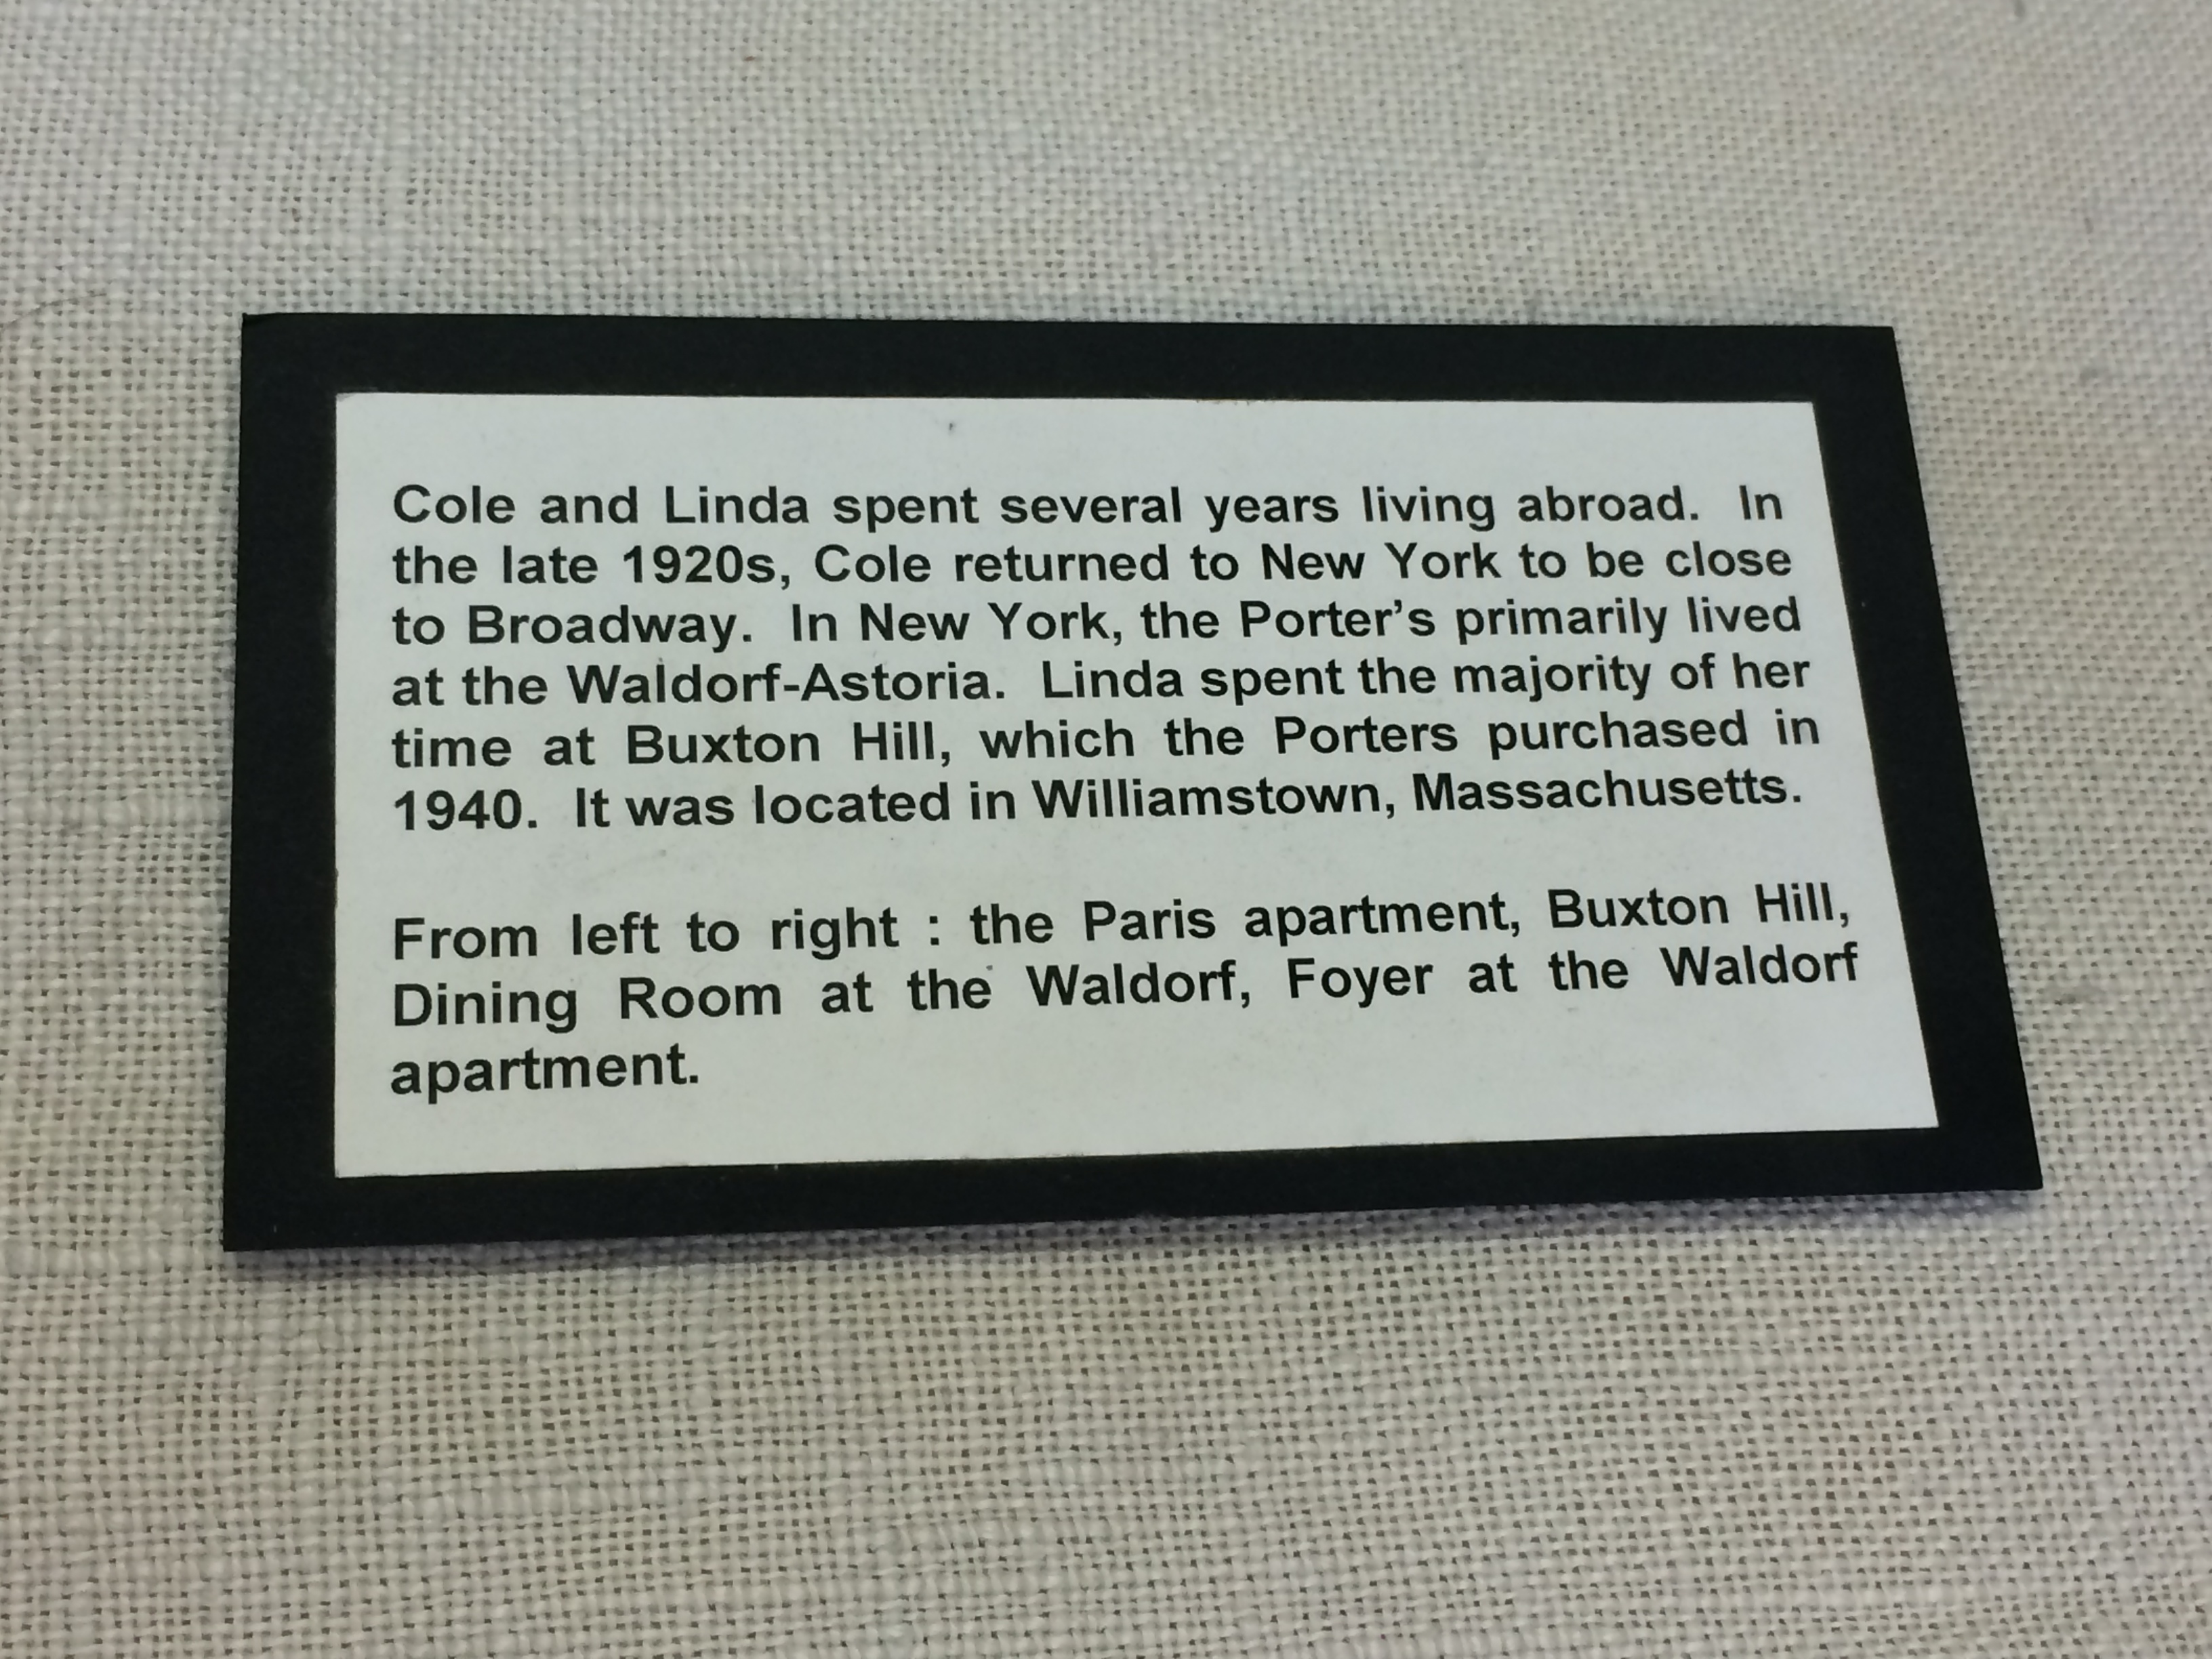 Cole and Linda spent several years living abroad. In
the late 1920s, Cole returned to New York to be close
to Broadway. In New York, the Porter’s primarily lived
at the Waldorf-Astoria. Linda spent the majority of her
time at Buxton Hill, which the Porters purchased in
1940. It was located in Williamstown, Massachusetts.
From left to right : the Paris apartment, Buxton Hill,
Dining Room at the Waldorf, Foyer at the Waldorf
apartment.